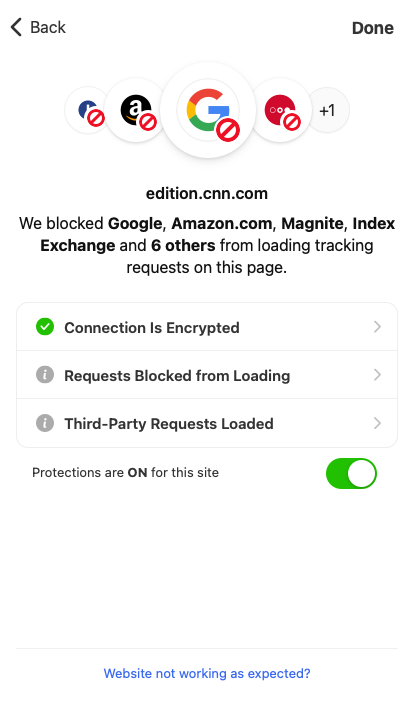 Back
Done
+1
edition.cnn.com
We blocked Google, Amazon.com, Magnite, Index
Exchange and 6 others from loading tracking
requests on this page.
Connection Is Encrypted
Requests Blocked from Loading
Third-Party Requests Loaded
Protections are ON for this site
Website not working as expected?